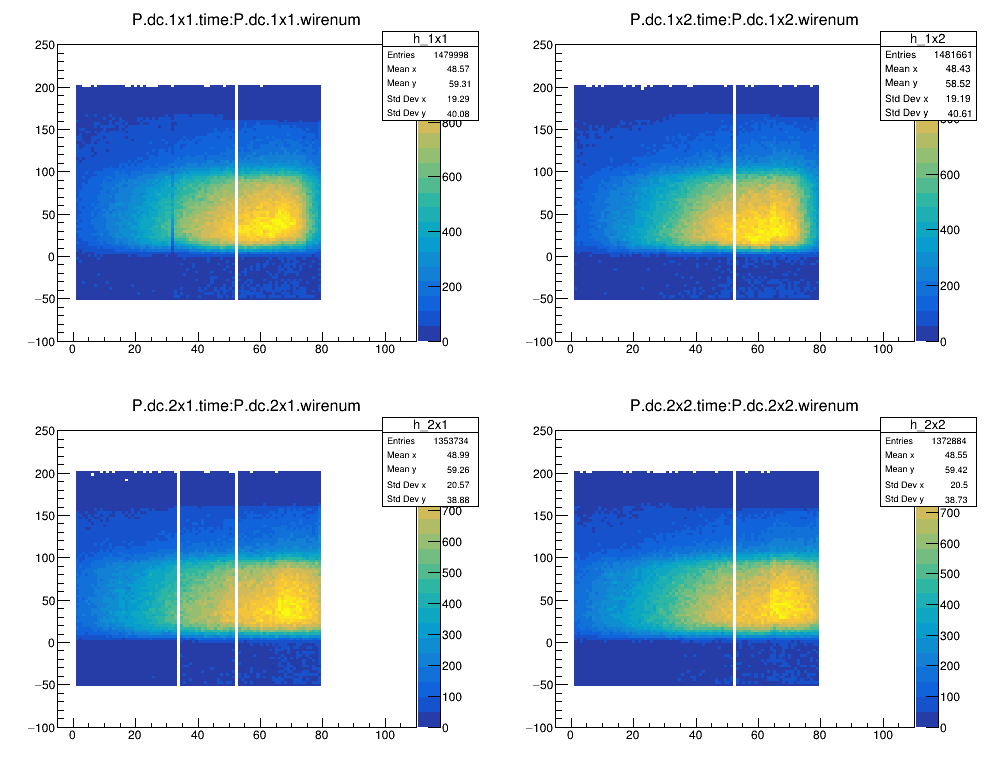 P.dc.1x1.time:P.dc.1x1.wirenum
h_1x1
Entries 1479998
Mean x 48.57
Mean y 59.31
Std Dev x 19.29
Std Dev y 40.08
250
200
150
100
50
0
−50
−100
0 20 40 60 80 100
800
600
400
200
0
P.dc.1x2.time:P.dc.1x2.wirenum
h_1x2
Entries 1481661
Mean x 48.43
Mean y 58.52
Std Dev x 19.19
Std Dev y 40.61
250
200
150
100
50
0
−50
−100
0 20 40 60 80 100
800
600
400
200
0
P.dc.2x1.time:P.dc.2x1.wirenum
h_2x1
Entries 1353734
Mean x 48.99
Mean y 59.26
Std Dev x 20.57
Std Dev y 38.88
250
200
150
100
50
0
−50
−100
0 20 40 60 80 100
700
600
500
400
300
200
100
0
P.dc.2x2.time:P.dc.2x2.wirenum
h_2x2
Entries 1372884
Mean x 48.55
Mean y 59.42
Std Dev x 20.5
Std Dev y 38.73
250
200
150
100
50
0
−50
−100
0 20 40 60 80 100
700
600
500
400
300
200
100
0